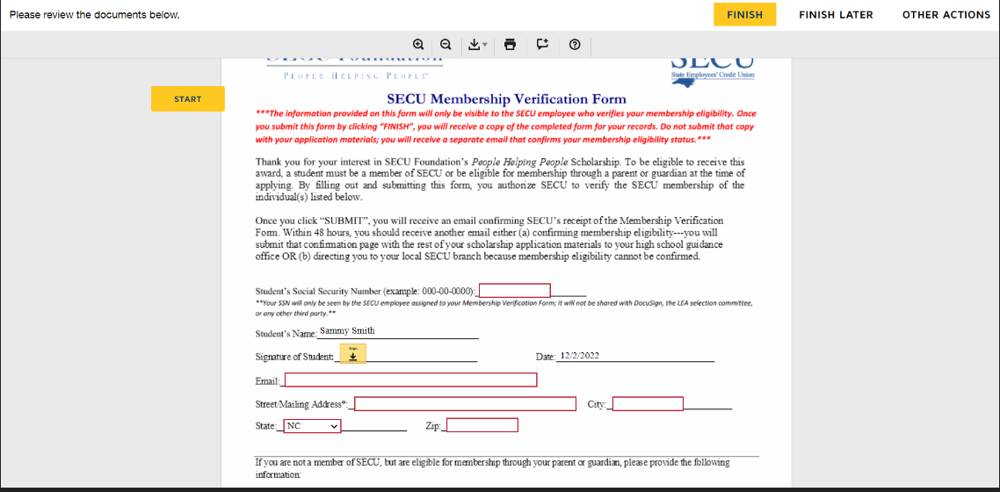 Please review the documents below.
FINISH
FINISH LATER
OTHER ACTIONS
START
SECU Foundation
PEOPLE HELPING PEOPLE®
SECU
State Employees' Credit Union
SECU Membership Verification Form
***The information provided on this form will only be visible to the SECU employee who verifies your membership eligibility. Once
you submit this form by clicking “FINISH”, you will receive a copy of the completed form for your records. Do not submit that copy
with your application materials; you will receive a separate email that confirms your membership eligibility status.***
Thank you for your interest in SECU Foundation’s People Helping People Scholarship. To be eligible to receive this
award, a student must be a member of SECU or be eligible for membership through a parent or guardian at the time of
applying. By filling out and submitting this form, you authorize SECU to verify the SECU membership of the
individual(s) listed below.
Once you click “SUBMIT”, you will receive an email confirming SECU’s receipt of the Membership Verification
Form. Within 48 hours, you should receive another email either (a) confirming membership eligibility---you will
submit that confirmation page with the rest of your scholarship application materials to your high school guidance
office OR (b) directing you to your local SECU branch because membership eligibility cannot be confirmed.
Student’s Social Security Number (example: 000-00-0000):
**Your SSN will only be seen by the SECU employee assigned to your Membership Verification Form; it will not be shared with DocuSign, the LEA selection committee,
or any other third party.**
Student’s Name: Sammy Smith
Signature of Student: Sign
Date: 12/2/2022
Email:
Street/Mailing Address*:
City:
State: NC
Zip:
If you are not a member of SECU, but are eligible for membership through your parent or guardian, please provide the following
information: